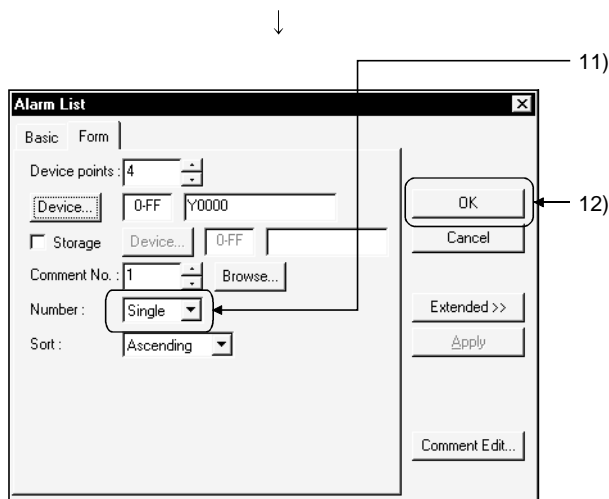 ↓
11)
Alarm List
Basic Form
Device points : 4
Device... 0-FF Y0000 OK 12)
Storage Device... 0-FF Cancel
Comment No. : 1 Browse...
Number : Single Extended >>
Sort : Ascending Apply
Comment Edit...